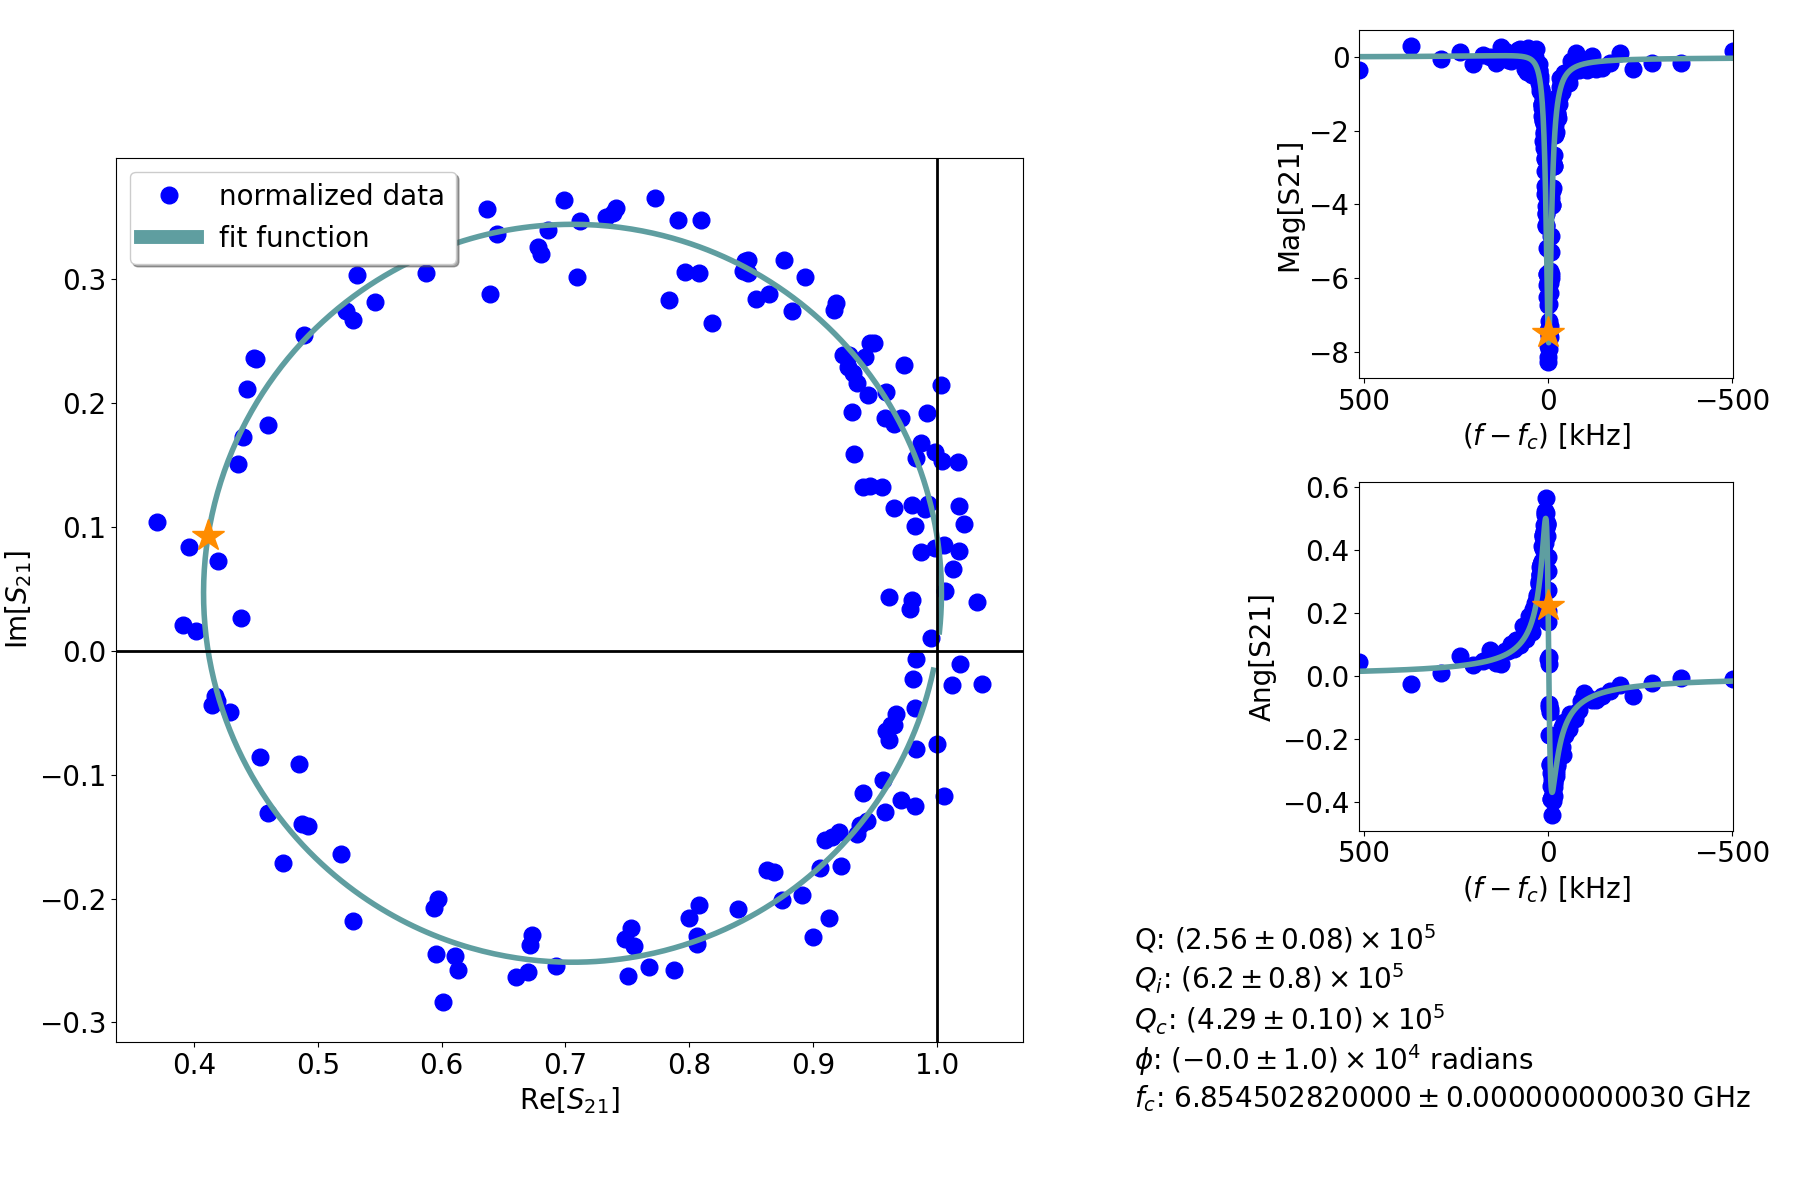 normalized data
fit function
0.3
0.2
0.1
0.0
−0.1
−0.2
−0.3
Im[S21]
0.4 0.5 0.6 0.7 0.8 0.9 1.0
Re[S21]
0
−2
−4
−6
−8
Mag[S21]
500 0 −500
(f − fc) [kHz]
0.6
0.4
0.2
0.0
−0.2
−0.4
Ang[S21]
500 0 −500
(f − fc) [kHz]
Q: (2.56 ± 0.08) × 10^5
Qi: (6.2 ± 0.8) × 10^5
Qc: (4.29 ± 0.10) × 10^5
ϕ: (−0.0 ± 1.0) × 10^4 radians
fc: 6.854502820000 ± 0.000000000030 GHz